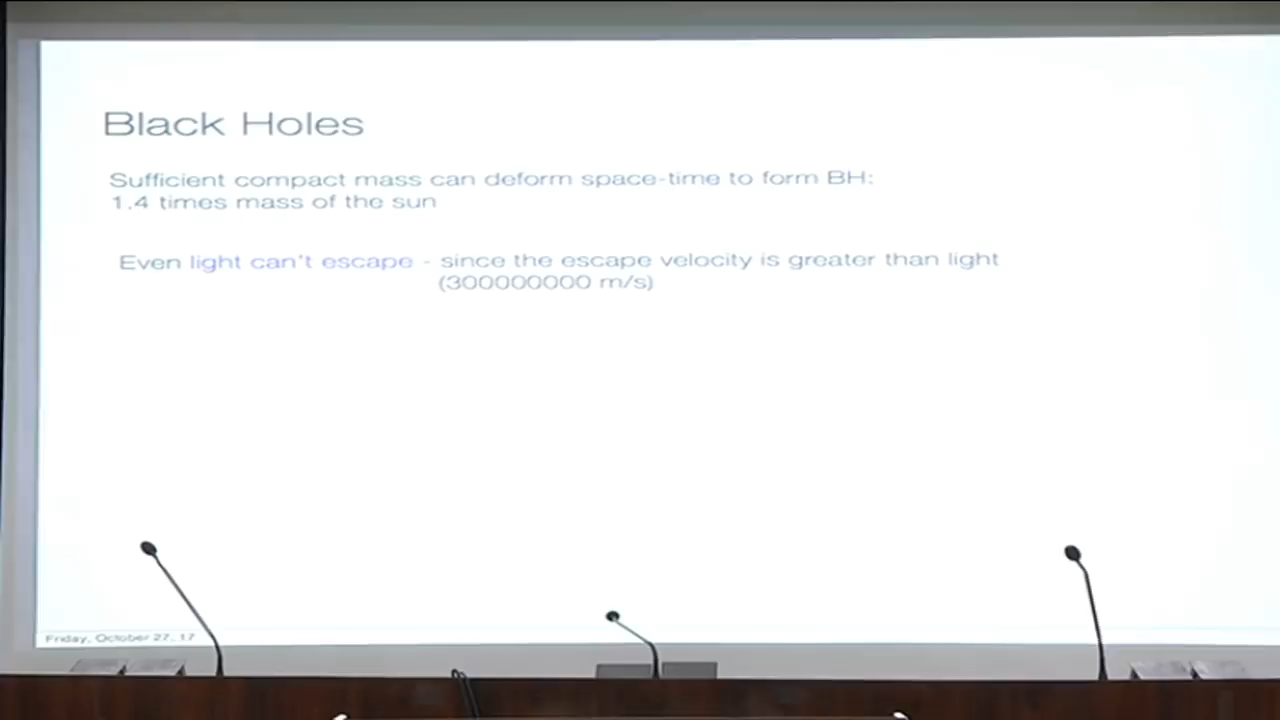 Black Holes
Sufficient compact mass can deform space-time to form BH:
1.4 times mass of the sun
Even light can't escape - since the escape velocity is greater than light
(300000000 m/s)
Friday, October 27, 17